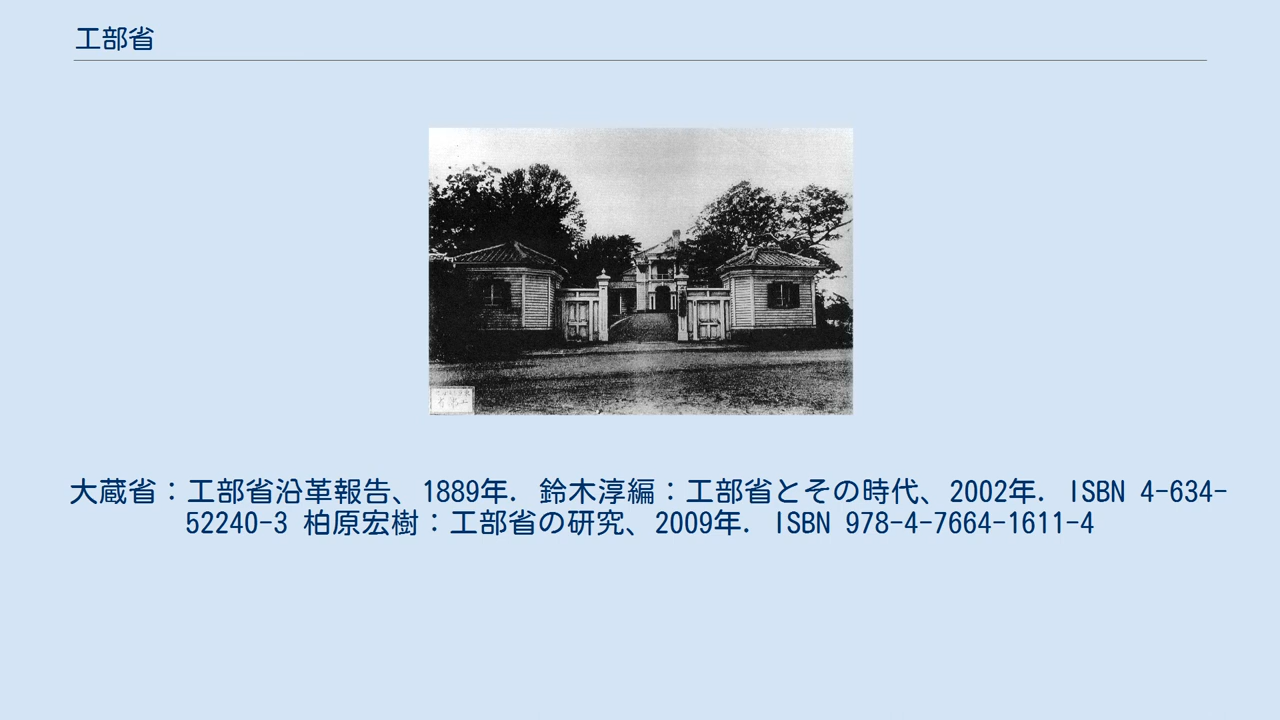 工部省
大蔵省：工部省沿革報告、1889年. 鈴木淳編：工部省とその時代、2002年. ISBN 4-634-
52240-3 柏原宏樹：工部省の研究、2009年. ISBN 978-4-7664-1611-4